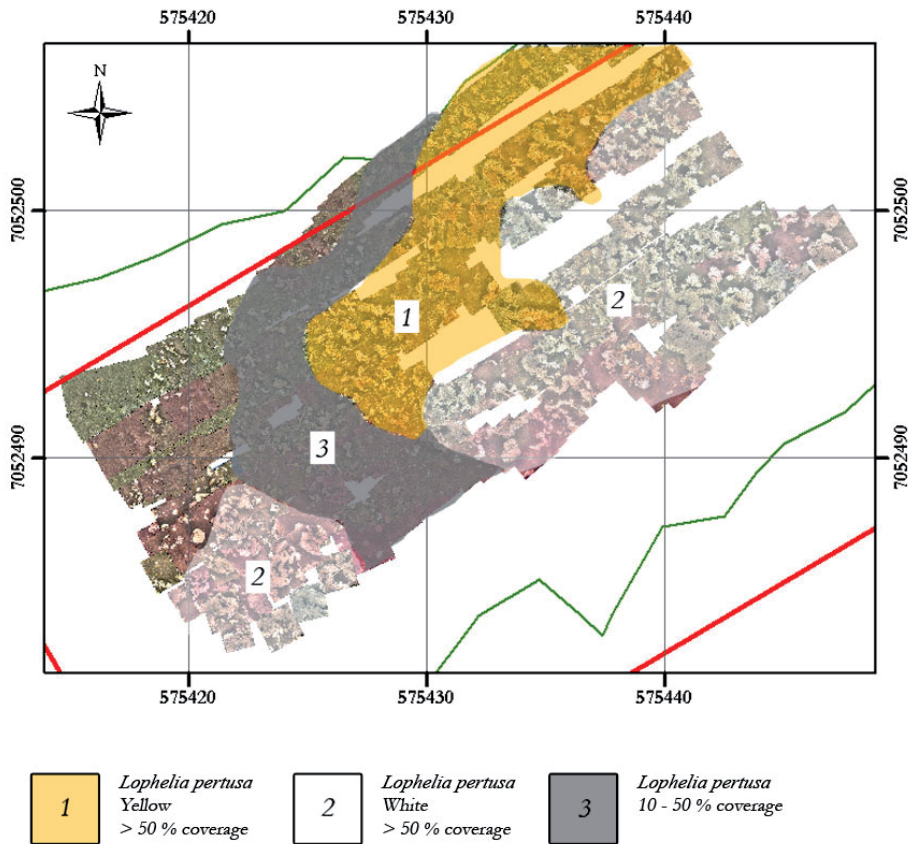 575420 575430 575440
N
7052500 7052500
1 2
7052490 3 7052490
2
575420 575430 575440
1 Lophelia pertusa
Yellow
> 50 % coverage
2 Lophelia pertusa
White
> 50 % coverage
3 Lophelia pertusa
10 - 50 % coverage